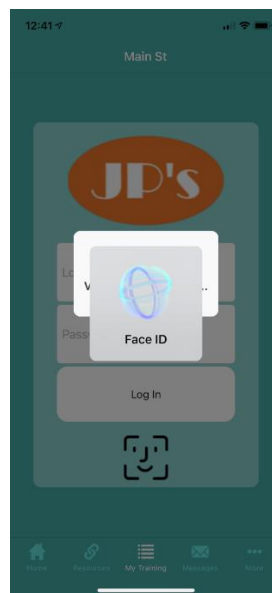 12:41
Main St
JP's
Face ID
Log In
Home
Resources
My Training
Messages
More